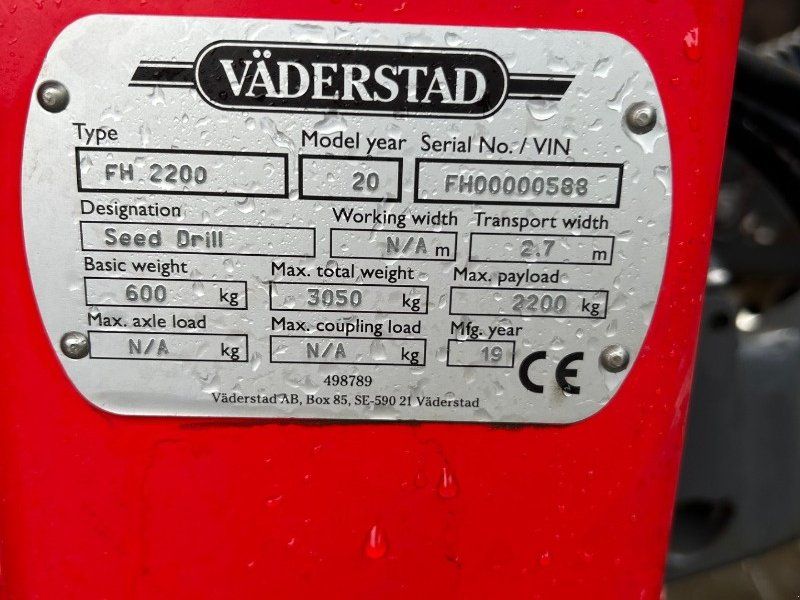 VÄDERSTAD
Type Model year Serial No. / VIN
FH 2200 20 FH00000588
Designation Working width Transport width
Seed Drill N/A m 2.7 m
Basic weight Max. total weight Max. payload
600 kg 3050 kg 2200 kg
Max. axle load Max. coupling load Mfg. year
N/A kg N/A kg 19 CE
498789
Väderstad AB, Box 85, SE-590 21 Väderstad